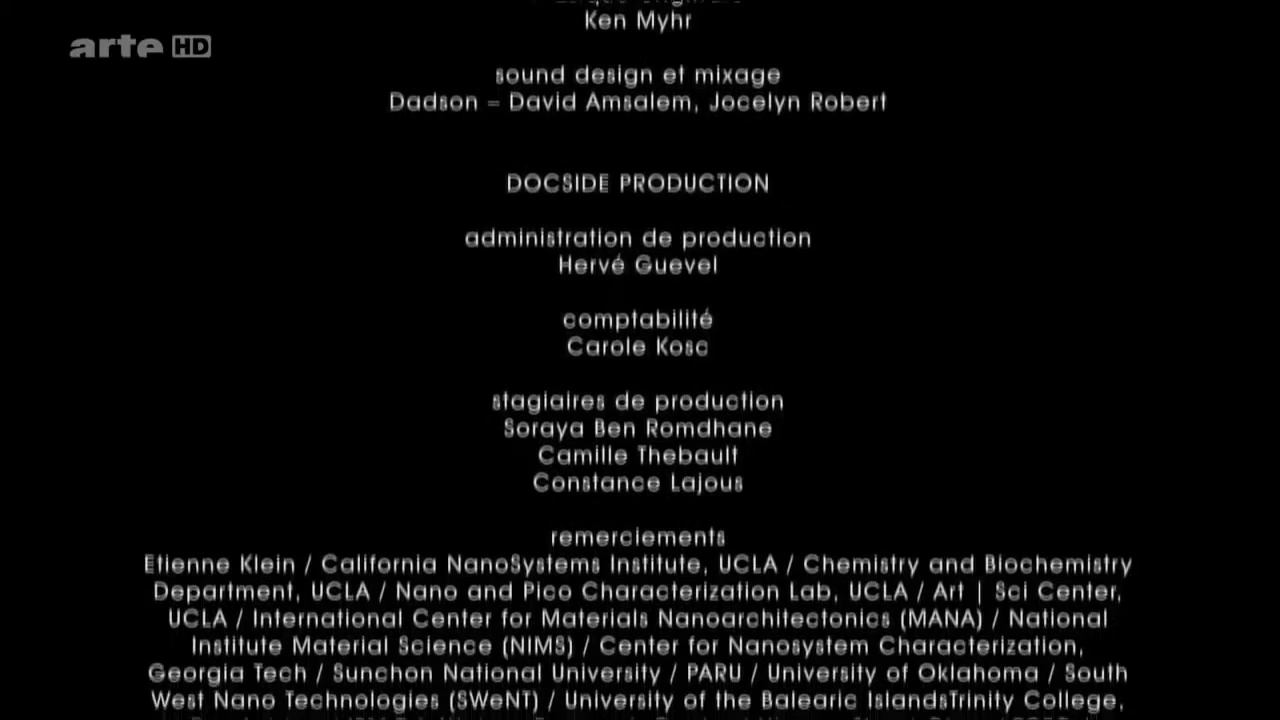 Ken Myhr
arte HD
sound design et mixage
Dadson – David Amsalem, Jocelyn Robert
DOCSIDE PRODUCTION
administration de production
Hervé Guevel
comptabilité
Carole Kosc
stagiaires de production
Soraya Ben Romdhane
Camille Thebault
Constance Lajous
remerciements
Etienne Klein / California NanoSystems Institute, UCLA / Chemistry and Biochemistry
Department, UCLA / Nano and Pico Characterization Lab, UCLA / Art | Sci Center,
UCLA / International Center for Materials Nanoarchitectonics (MANA) / National
Institute Material Science (NIMS) / Center for Nanosystem Characterization,
Georgia Tech / Sunchon National University / PARU / University of Oklahoma / South
West Nano Technologies (SWeNT) / University of the Balearic IslandsTrinity College,